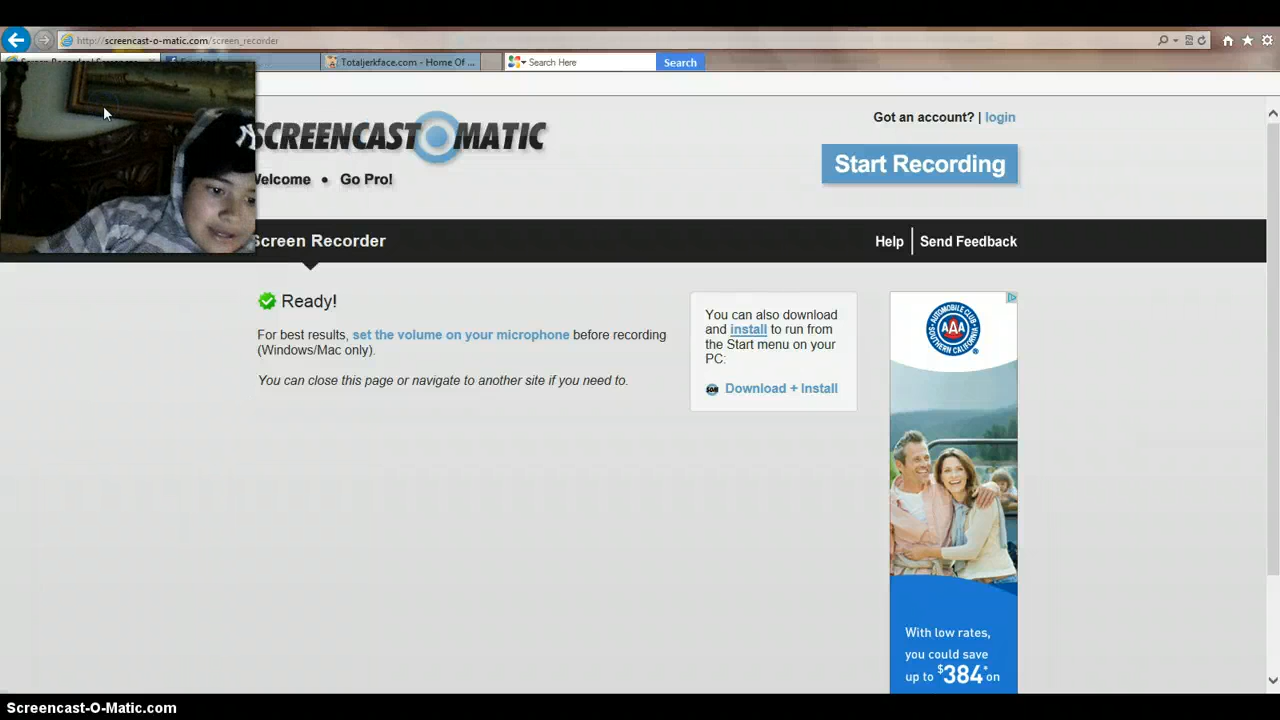 http://screencast-o-matic.com/screen_recorder
Totaljerkface.com - Home Of ...
Search Here
Search
SCREENCAST O MATIC
Got an account? | login
Start Recording
Welcome • Go Pro!
Screen Recorder
Help
Send Feedback
Ready!
For best results, set the volume on your microphone before recording
(Windows/Mac only).
You can close this page or navigate to another site if you need to.
You can also download
and install to run from
the Start menu on your
PC:
Download + Install
AUTOMOBILE CLUB
AAA
SOUTHERN CALIFORNIA
With low rates,
you could save
up to $384* on
Screencast-O-Matic.com